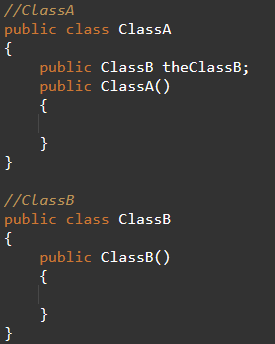 //ClassA
public class ClassA
{
    public ClassB theClassB;
    public ClassA()
    {

    }
}

//ClassB
public class ClassB
{
    public ClassB()
    {

    }
}